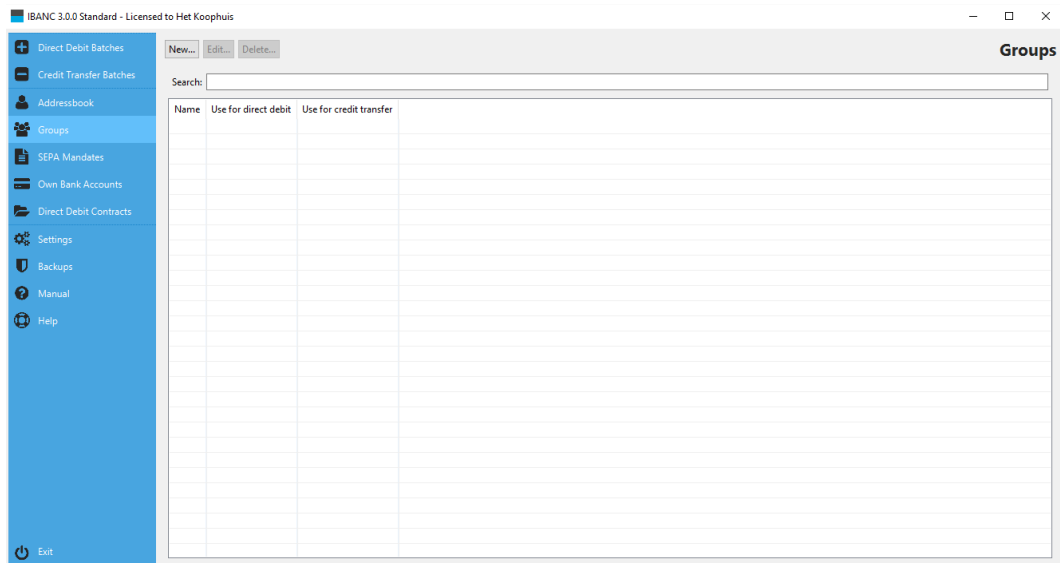 IBANC 3.0.0 Standard - Licensed to Het Koophuis
Direct Debit Batches
Credit Transfer Batches
Addressbook
Groups
SEPA Mandates
Own Bank Accounts
Direct Debit Contracts
Settings
Backups
Manual
Help
Exit
New... Edit... Delete... Groups
Search:
Name Use for direct debit Use for credit transfer